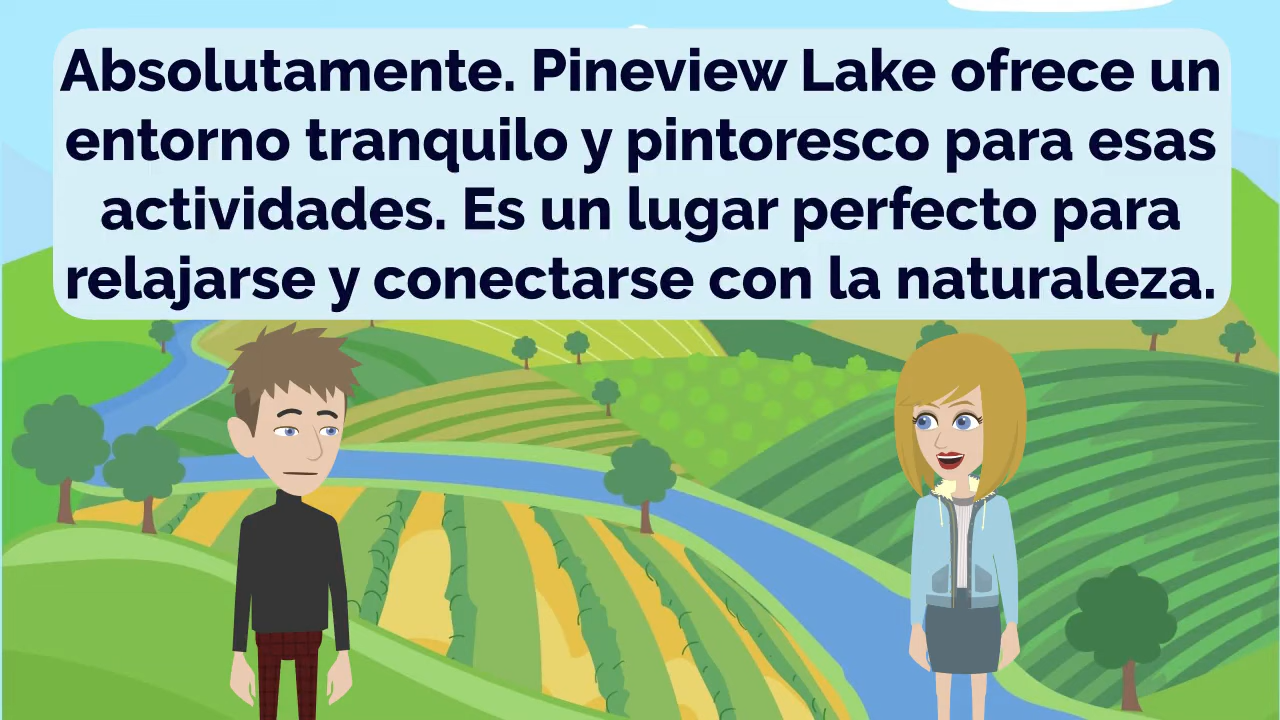 Absolutamente. Pineview Lake ofrece un
entorno tranquilo y pintoresco para esas
actividades. Es un lugar perfecto para
relajarse y conectarse con la naturaleza.